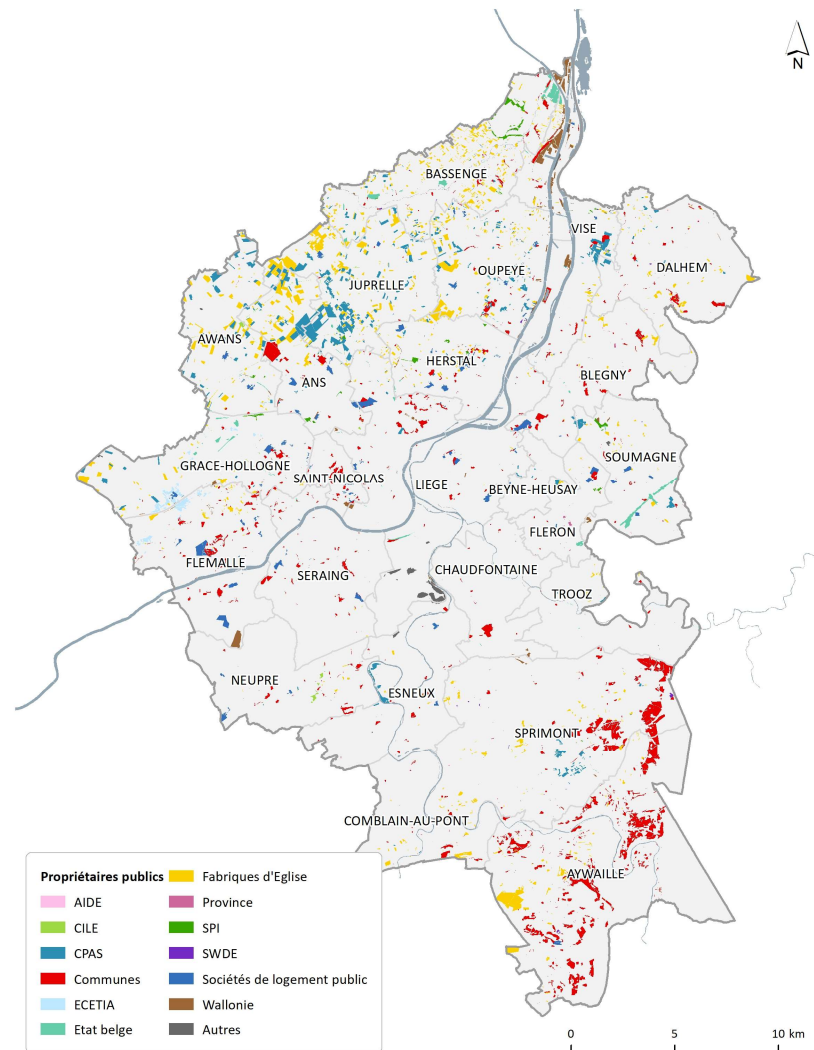 N
BASSENGE
VISE
DALHEM
OUPEYE
JUPRELLE
AWANS
HERSTAL
BLEGNY
ANS
SOUMAGNE
GRACE-HOLLOGNE
SAINT-NICOLAS
LIEGE
BEYNE-HEUSAY
FLERON
FLEMALLE
CHAUDFONTAINE
SERAING
TROOZ
NEUPRE
ESNEUX
SPRIMONT
COMBLAIN-AU-PONT
AYWAILLE
Propriétaires publics
AIDE
CILE
CPAS
Communes
ECETIA
Etat belge
Fabriques d'Eglise
Province
SPI
SWDE
Sociétés de logement public
Wallonie
Autres
0 5 10 km